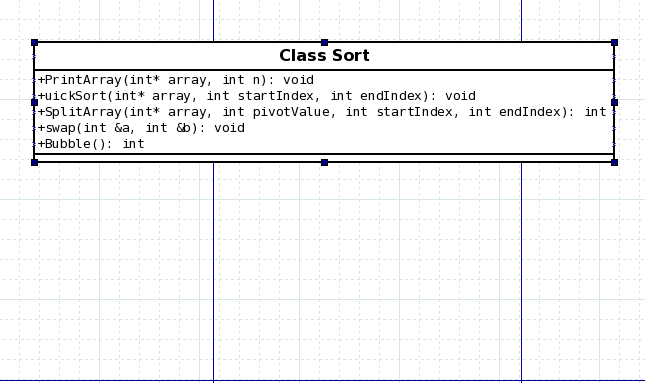 Class Sort
+PrintArray(int* array, int n): void
+uickSort(int* array, int startIndex, int endIndex): void
+SplitArray(int* array, int pivotValue, int startIndex, int endIndex): int
+swap(int &a, int &b): void
+Bubble(): int